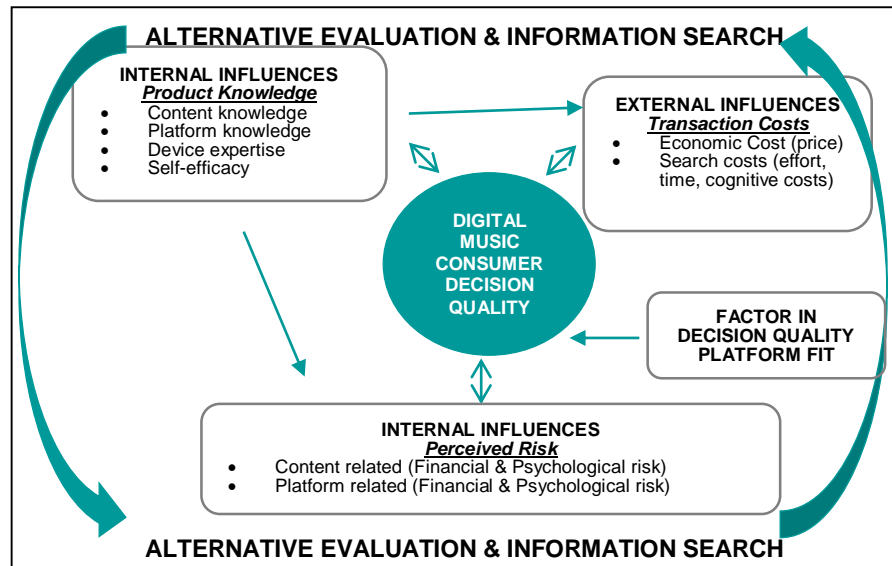 ALTERNATIVE EVALUATION & INFORMATION SEARCH
INTERNAL INFLUENCES
Product Knowledge
• Content knowledge
• Platform knowledge
• Device expertise
• Self-efficacy
EXTERNAL INFLUENCES
Transaction Costs
• Economic Cost (price)
• Search costs (effort,
time, cognitive costs)
DIGITAL
MUSIC
CONSUMER
DECISION
QUALITY
FACTOR IN
DECISION QUALITY
PLATFORM FIT
INTERNAL INFLUENCES
Perceived Risk
• Content related (Financial & Psychological risk)
• Platform related (Financial & Psychological risk)
ALTERNATIVE EVALUATION & INFORMATION SEARCH